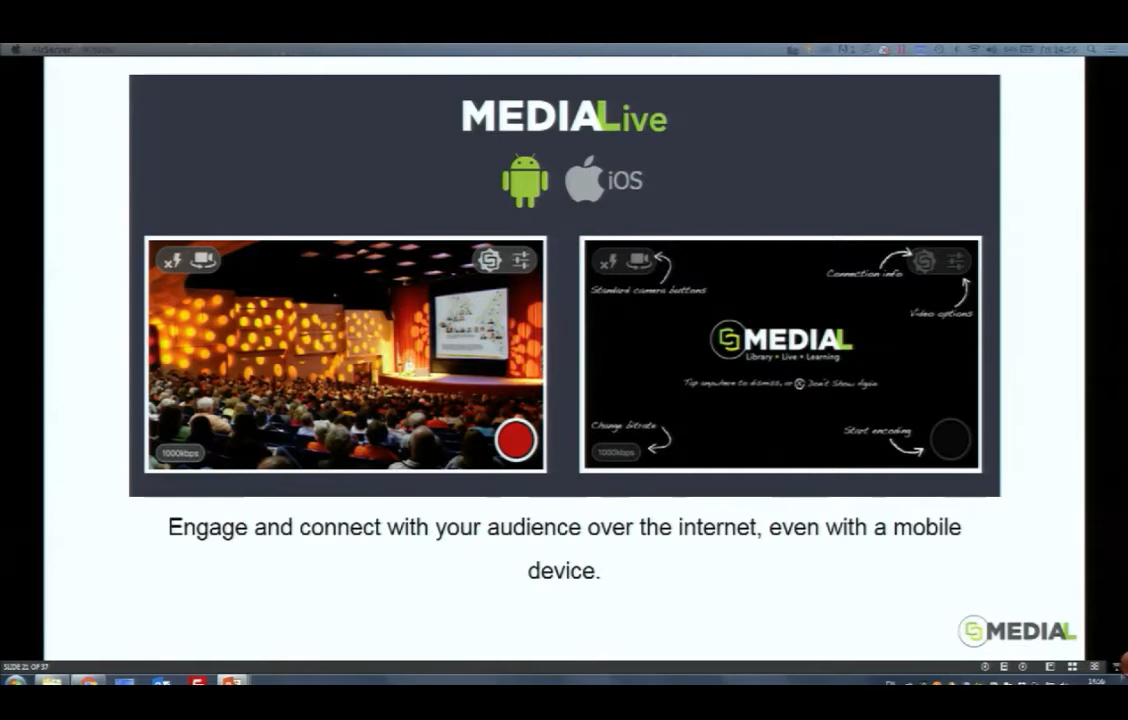 AirServer
MEDIALive
iOS
Standard camera buttons
Connection info
Video options
MEDIAL
Library • Live • Learning
Tap anywhere to dismiss, or Don't Show Again
Change bitrate
Start encoding
1000kbps
1000kbps
Engage and connect with your audience over the internet, even with a mobile
device.
MEDIAL
SLIDE 21 OF 37